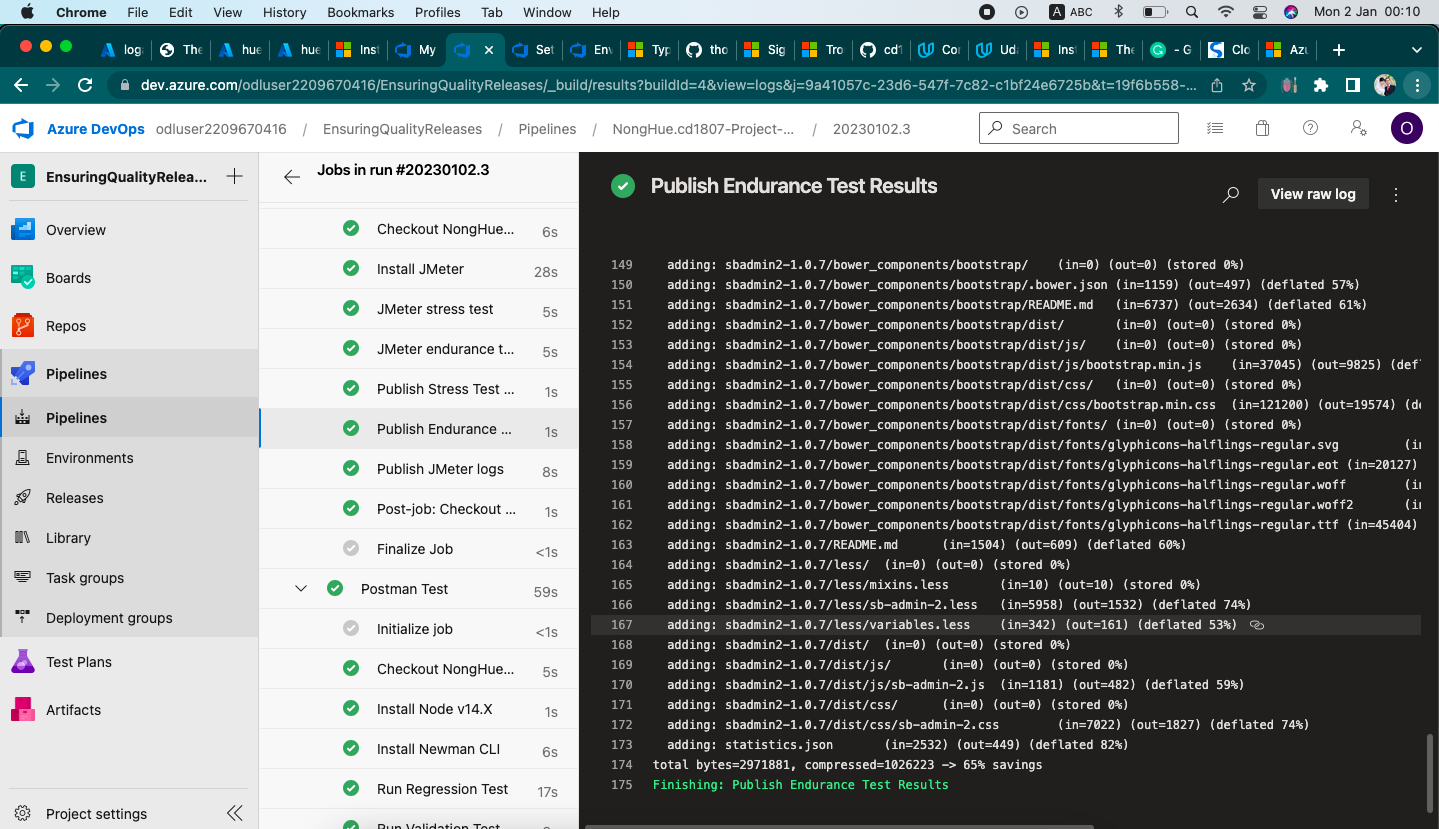 Chrome File Edit View History Bookmarks Profiles Tab Window Help A ABC Mon 2 Jan 00:10
log The hue hue Inst My Set Env Typ tho Sig Tro cd1 Cor Uda Inst The - G Clo Azu
dev.azure.com/odluser2209670416/EnsuringQualityReleases/_build/results?buildId=4&view=logs&j=9a41057c-23d6-547f-7c82-c1bf24e6725b&t=19f6b558-...
Azure DevOps odluser2209670416 / EnsuringQualityReleases / Pipelines / NongHue.cd1807-Project-... / 20230102.3 Search O
E EnsuringQualityRelea...
Overview
Boards
Repos
Pipelines
Pipelines
Environments
Releases
Library
Task groups
Deployment groups
Test Plans
Artifacts
Project settings
Jobs in run #20230102.3
Checkout NongHue... 6s
Install JMeter 28s
JMeter stress test 5s
JMeter endurance t... 5s
Publish Stress Test ... 1s
Publish Endurance ... 1s
Publish JMeter logs 8s
Post-job: Checkout ... 1s
Finalize Job <1s
Postman Test 59s
Initialize job <1s
Checkout NongHue... 5s
Install Node v14.X 1s
Install Newman CLI 6s
Run Regression Test 17s
Run Validation Test
Publish Endurance Test Results
View raw log
149 adding: sbadmin2-1.0.7/bower_components/bootstrap/ (in=0) (out=0) (stored 0%)
150 adding: sbadmin2-1.0.7/bower_components/bootstrap/.bower.json (in=1159) (out=497) (deflated 57%)
151 adding: sbadmin2-1.0.7/bower_components/bootstrap/README.md (in=6737) (out=2634) (deflated 61%)
152 adding: sbadmin2-1.0.7/bower_components/bootstrap/dist/ (in=0) (out=0) (stored 0%)
153 adding: sbadmin2-1.0.7/bower_components/bootstrap/dist/js/ (in=0) (out=0) (stored 0%)
154 adding: sbadmin2-1.0.7/bower_components/bootstrap/dist/js/bootstrap.min.js (in=37045) (out=9825) (def
155 adding: sbadmin2-1.0.7/bower_components/bootstrap/dist/css/ (in=0) (out=0) (stored 0%)
156 adding: sbadmin2-1.0.7/bower_components/bootstrap/dist/css/bootstrap.min.css (in=121200) (out=19574) (de
157 adding: sbadmin2-1.0.7/bower_components/bootstrap/dist/fonts/ (in=0) (out=0) (stored 0%)
158 adding: sbadmin2-1.0.7/bower_components/bootstrap/dist/fonts/glyphicons-halflings-regular.svg (in
159 adding: sbadmin2-1.0.7/bower_components/bootstrap/dist/fonts/glyphicons-halflings-regular.eot (in=20127)
160 adding: sbadmin2-1.0.7/bower_components/bootstrap/dist/fonts/glyphicons-halflings-regular.woff (in
161 adding: sbadmin2-1.0.7/bower_components/bootstrap/dist/fonts/glyphicons-halflings-regular.woff2 (in
162 adding: sbadmin2-1.0.7/bower_components/bootstrap/dist/fonts/glyphicons-halflings-regular.ttf (in=45404)
163 adding: sbadmin2-1.0.7/README.md (in=1504) (out=609) (deflated 60%)
164 adding: sbadmin2-1.0.7/less/ (in=0) (out=0) (stored 0%)
165 adding: sbadmin2-1.0.7/less/mixins.less (in=10) (out=10) (stored 0%)
166 adding: sbadmin2-1.0.7/less/sb-admin-2.less (in=5958) (out=1532) (deflated 74%)
167 adding: sbadmin2-1.0.7/less/variables.less (in=342) (out=161) (deflated 53%)
168 adding: sbadmin2-1.0.7/dist/ (in=0) (out=0) (stored 0%)
169 adding: sbadmin2-1.0.7/dist/js/ (in=0) (out=0) (stored 0%)
170 adding: sbadmin2-1.0.7/dist/js/sb-admin-2.js (in=1181) (out=482) (deflated 59%)
171 adding: sbadmin2-1.0.7/dist/css/ (in=0) (out=0) (stored 0%)
172 adding: sbadmin2-1.0.7/dist/css/sb-admin-2.css (in=7022) (out=1827) (deflated 74%)
173 adding: statistics.json (in=2532) (out=449) (deflated 82%)
174 total bytes=2971881, compressed=1026223 -> 65% savings
175 Finishing: Publish Endurance Test Results